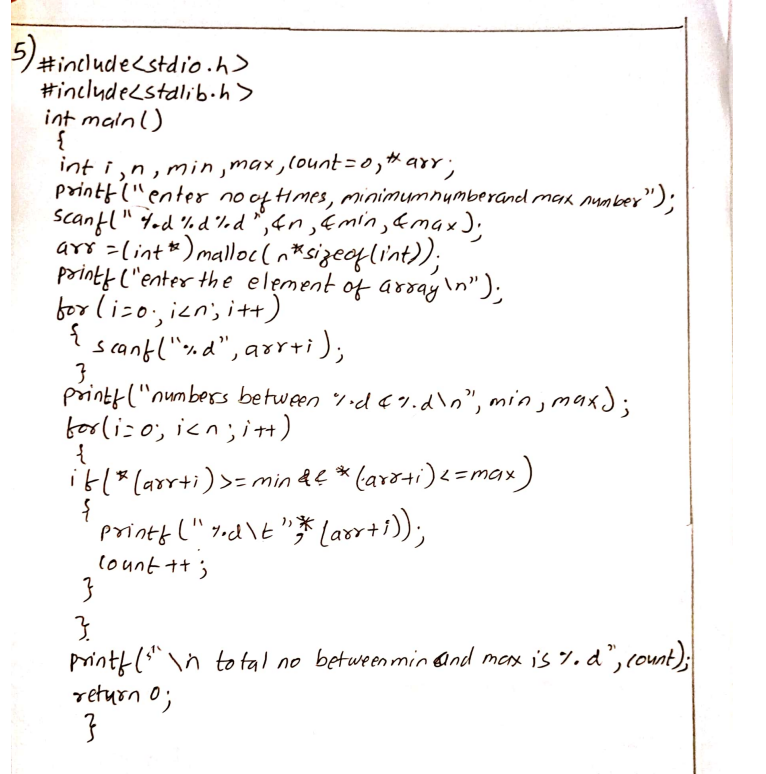 5) #include<stdio.h>
#include<stdlib.h>
int main()
{
int i,n,min,max,count=0,*arr;
printf("enter no of times, minimumnumberand max number");
scanf("%d%d%d",&n,&min,&max);
arr=(int*)malloc(n*sizeof(int));
printf("enter the element of array\n");
for(i=0;i<n;i++)
{ scanf("%d",arr+i);
}
printf("numbers between %d & %d\n",min,max);
for(i=0;i<n;i++)
{
if(*(arr+i)>=min && *(arr+i)<=max)
{
printf("%d\t",*(arr+i));
count++;
}
}
printf("\n total no between min and max is %d",count);
return 0;
}